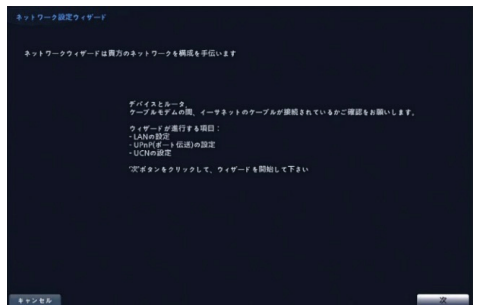 ネットワーク設定ウィザード
ネットワークウィザードは貴方のネットワークを構成を手伝います
デバイスとルータ,
ケーブルモデムの間、イーサネットのケーブルが接続されているかご確認をお願いします。
ウィザードが進行する項目：
- LANの設定
- UPnP(ポート伝送)の設定
- UCNの設定
'次'ボタンをクリックして、ウィザードを開始して下さい
キャンセル
次